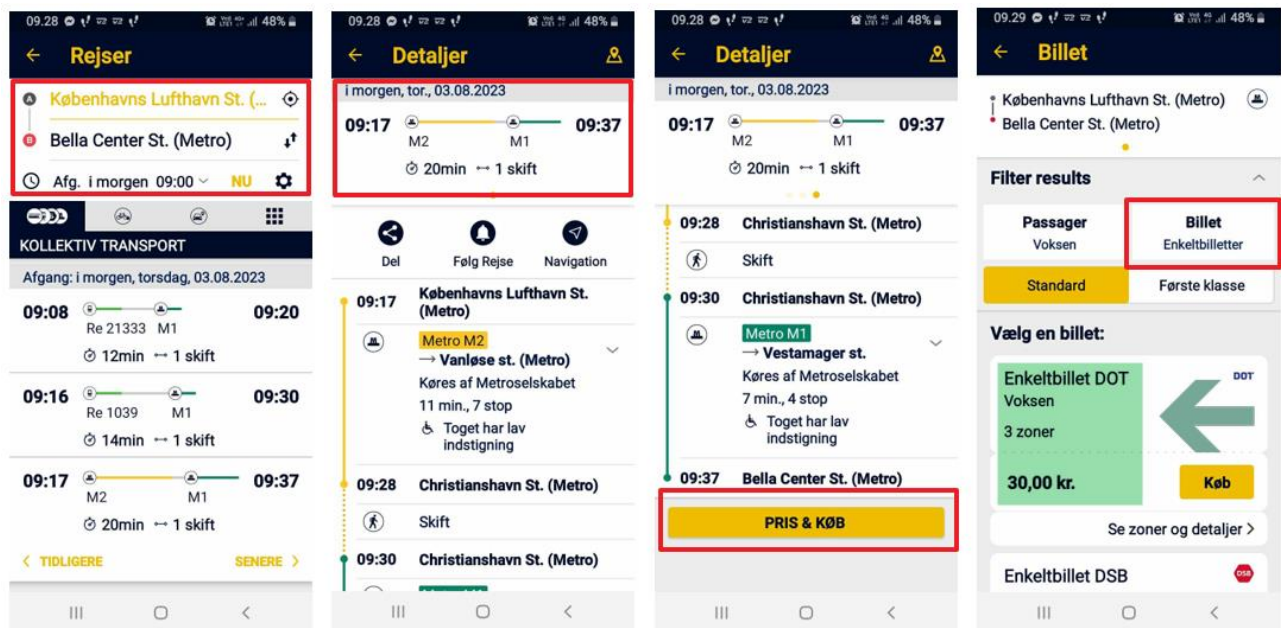 09.28
48%
Rejser
Københavns Lufthavn St. (...
Bella Center St. (Metro)
Afg. i morgen 09:00
NU
KOLLEKTIV TRANSPORT
Afgang: i morgen, torsdag, 03.08.2023
09:08
09:20
Re 21333 M1
12min 1 skift
09:16
09:30
Re 1039 M1
14min 1 skift
09:17
09:37
M2 M1
20min 1 skift
TIDLIGERE
SENERE
09.28
48%
Detaljer
i morgen, tor., 03.08.2023
09:17
09:37
M2 M1
20min 1 skift
Del
Følg Rejse
Navigation
09:17 Københavns Lufthavn St.
(Metro)
Metro M2
→ Vanløse st. (Metro)
Køres af Metroselskabet
11 min., 7 stop
Toget har lav
indstigning
09:28 Christianshavn St. (Metro)
Skift
09:30 Christianshavn St. (Metro)
09.28
48%
Detaljer
i morgen, tor., 03.08.2023
09:17
09:37
M2 M1
20min 1 skift
09:28 Christianshavn St. (Metro)
Skift
09:30 Christianshavn St. (Metro)
Metro M1
→ Vestamager st.
Køres af Metroselskabet
7 min., 4 stop
Toget har lav
indstigning
09:37 Bella Center St. (Metro)
PRIS & KØB
09.29
48%
Billet
Københavns Lufthavn St. (Metro)
Bella Center St. (Metro)
Filter results
Passager
Voksen
Billet
Enkeltbilletter
Standard
Første klasse
Vælg en billet:
Enkeltbillet DOT
DOT
Voksen
3 zoner
30,00 kr.
Køb
Se zoner og detaljer >
Enkeltbillet DSB
DSB